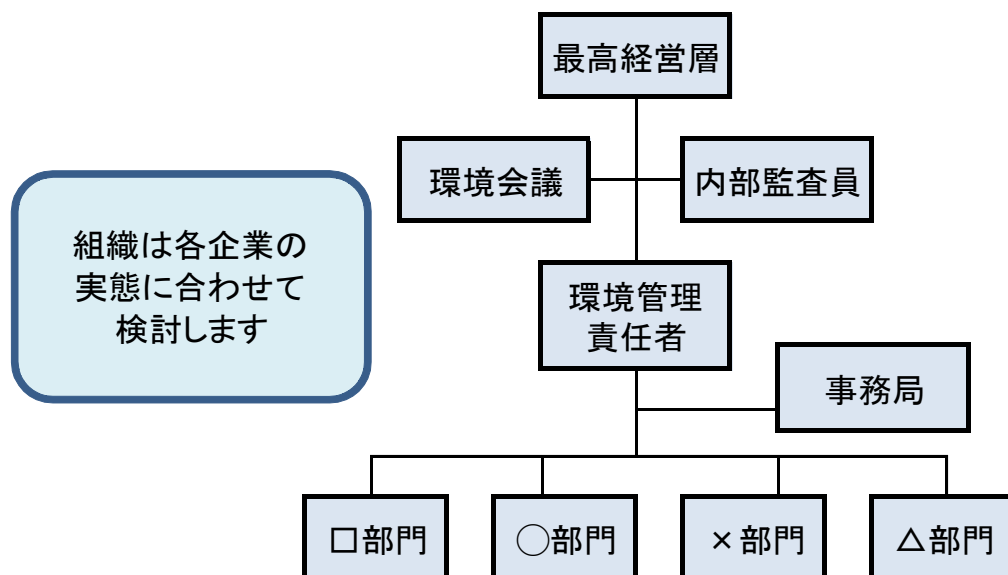 最高経営層
環境会議
内部監査員
組織は各企業の
実態に合わせて
検討します
環境管理
責任者
事務局
□部門
○部門
×部門
△部門